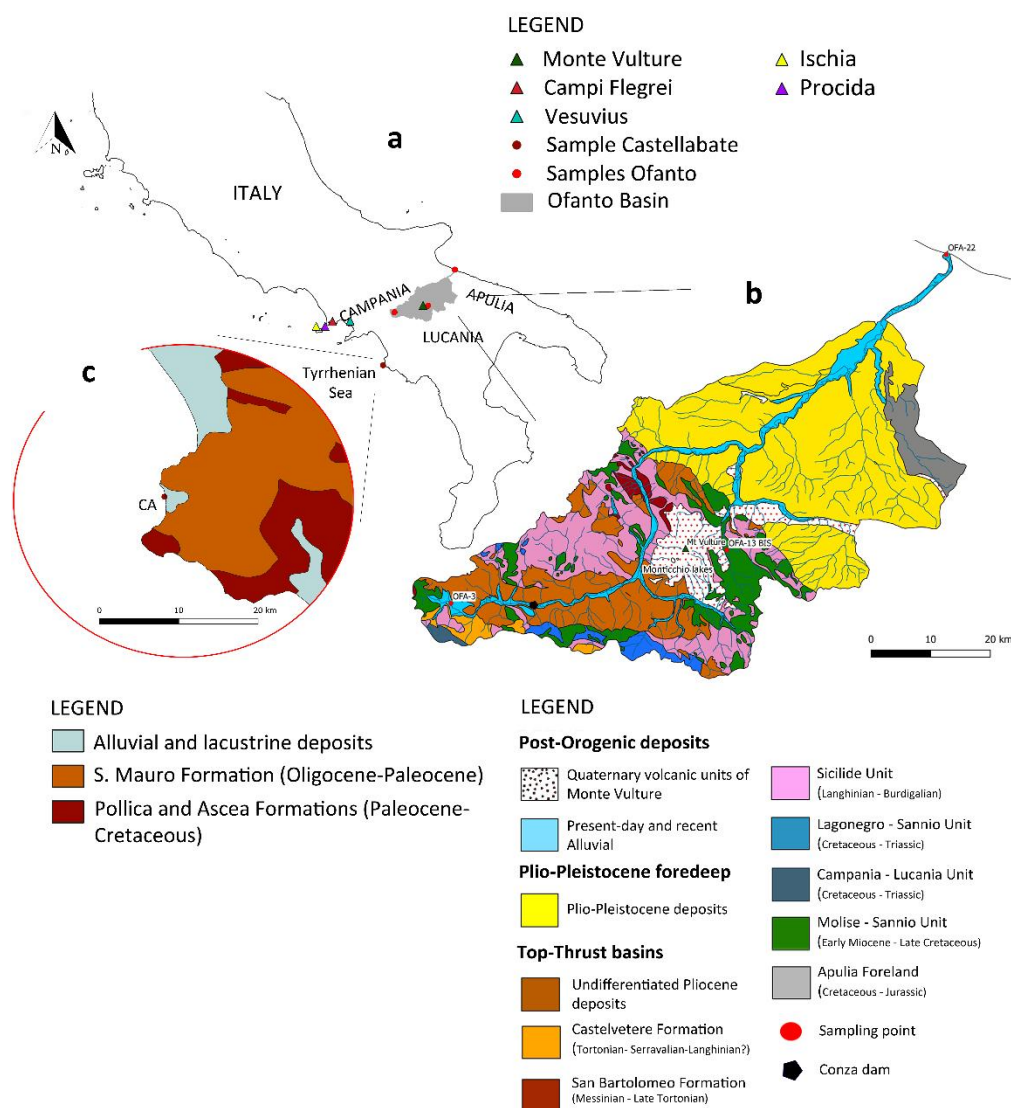 LEGEND
Monte Vulture
Campi Flegrei
Vesuvius
Sample Castellabate
Samples Ofanto
Ofanto Basin
Ischia
Procida
a
N
ITALY
CAMPANIA
APULIA
LUCANIA
Tyrrhenian
Sea
b
OFA-22
Mt Vulture
OFA-13 BIS
Monticchio lakes
OFA-3
0 10 20 km
c
CA
0 10 20 km
LEGEND
Alluvial and lacustrine deposits
S. Mauro Formation (Oligocene-Paleocene)
Pollica and Ascea Formations (Paleocene-
Cretaceous)
LEGEND
Post-Orogenic deposits
Quaternary volcanic units of
Monte Vulture
Present-day and recent
Alluvial
Plio-Pleistocene foredeep
Plio-Pleistocene deposits
Top-Thrust basins
Undifferentiated Pliocene
deposits
Castelvetere Formation
(Tortonian- Serravalian-Langhinian?)
San Bartolomeo Formation
(Messinian - Late Tortonian)
Sicilide Unit
(Langhinian - Burdigalian)
Lagonegro - Sannio Unit
(Cretaceous - Triassic)
Campania - Lucania Unit
(Cretaceous - Triassic)
Molise - Sannio Unit
(Early Miocene - Late Cretaceous)
Apulia Foreland
(Cretaceous - Jurassic)
Sampling point
Conza dam